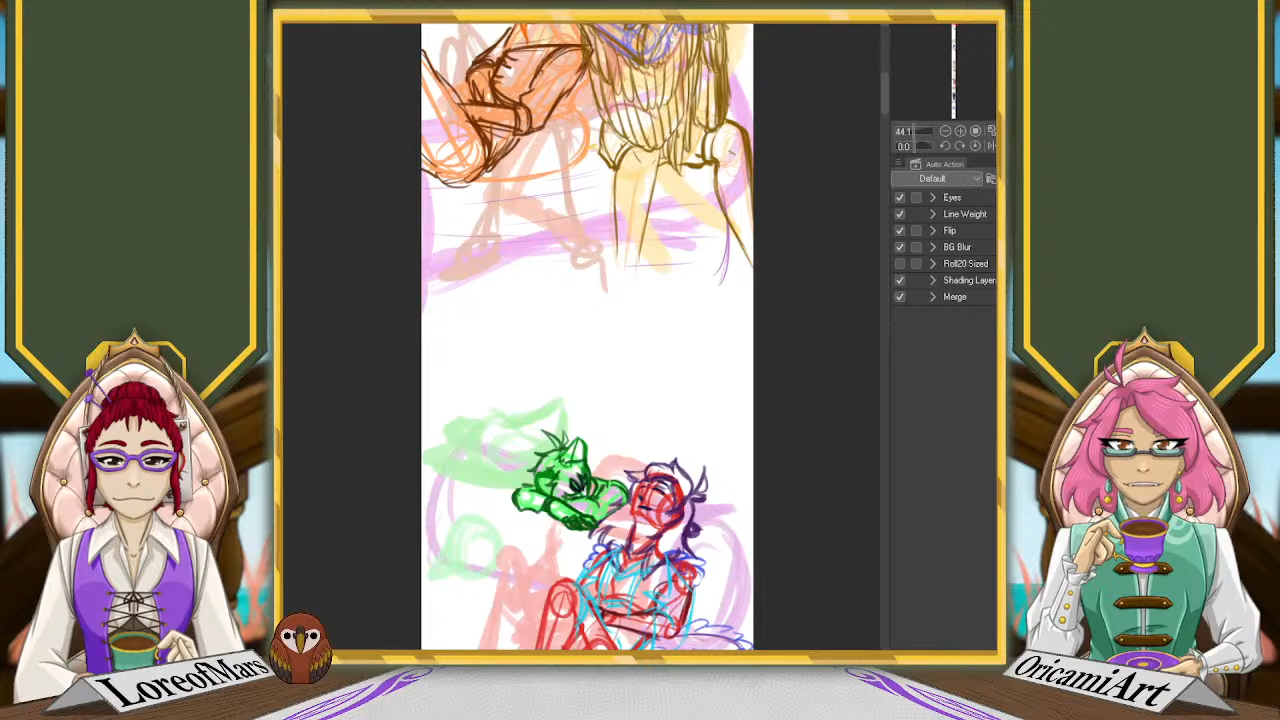 44.1
0.0
Auto Action
Default
Eyes
Line Weight
Flip
BG Blur
Roll20 Sized
Shading Layer
Merge
LoreofMars
OricamiArt